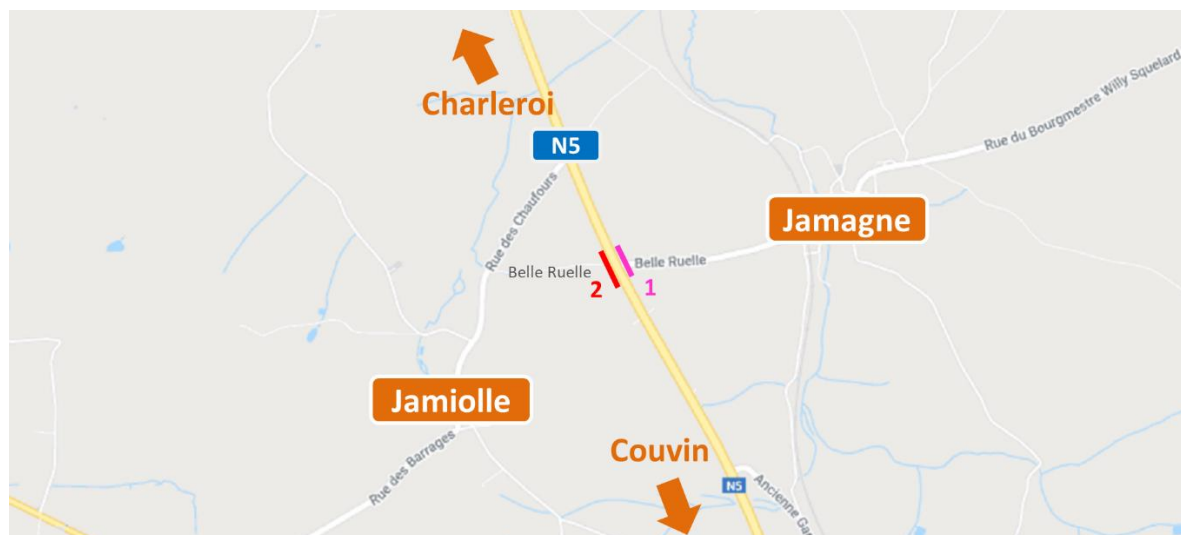 Charleroi
N5
Rue du Bourgmestre Willy Squelard
Rue des Chaufours
Jamagne
Belle Ruelle
Belle Ruelle
2
1
Jamiolle
Couvin
Rue des Barrages
N5
Ancienne Ga